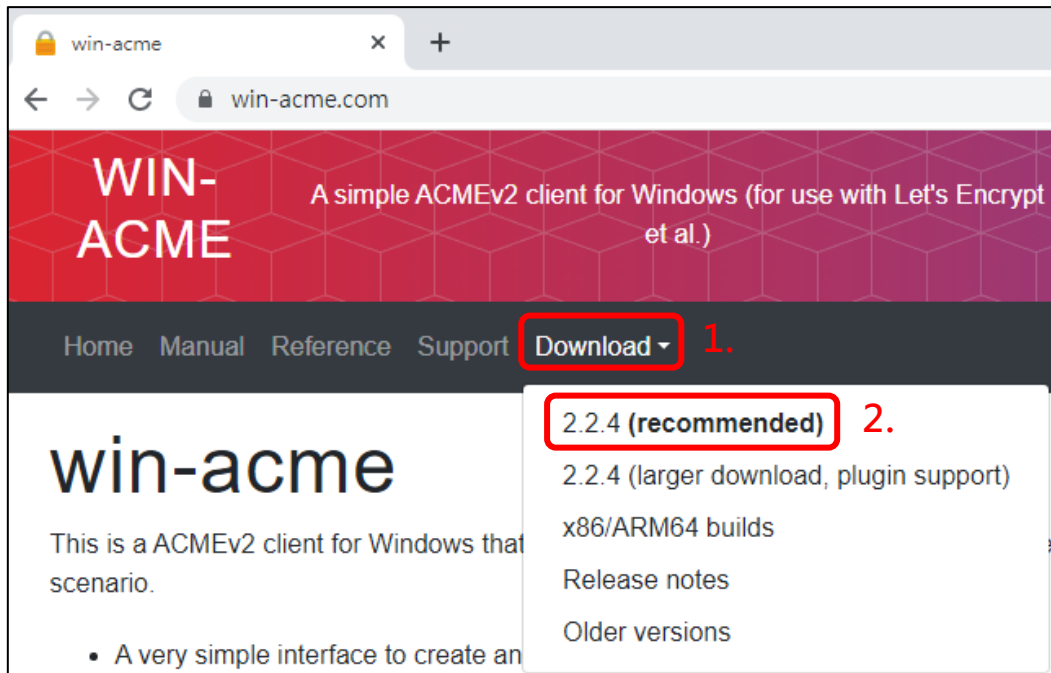 win-acme
win-acme.com
WIN-
ACME
A simple ACMEv2 client for Windows (for use with Let's Encrypt
et al.)
Home Manual Reference Support Download 1.
2.2.4 (recommended) 2.
2.2.4 (larger download, plugin support)
x86/ARM64 builds
Release notes
Older versions
win-acme
This is a ACMEv2 client for Windows that
scenario.
• A very simple interface to create an